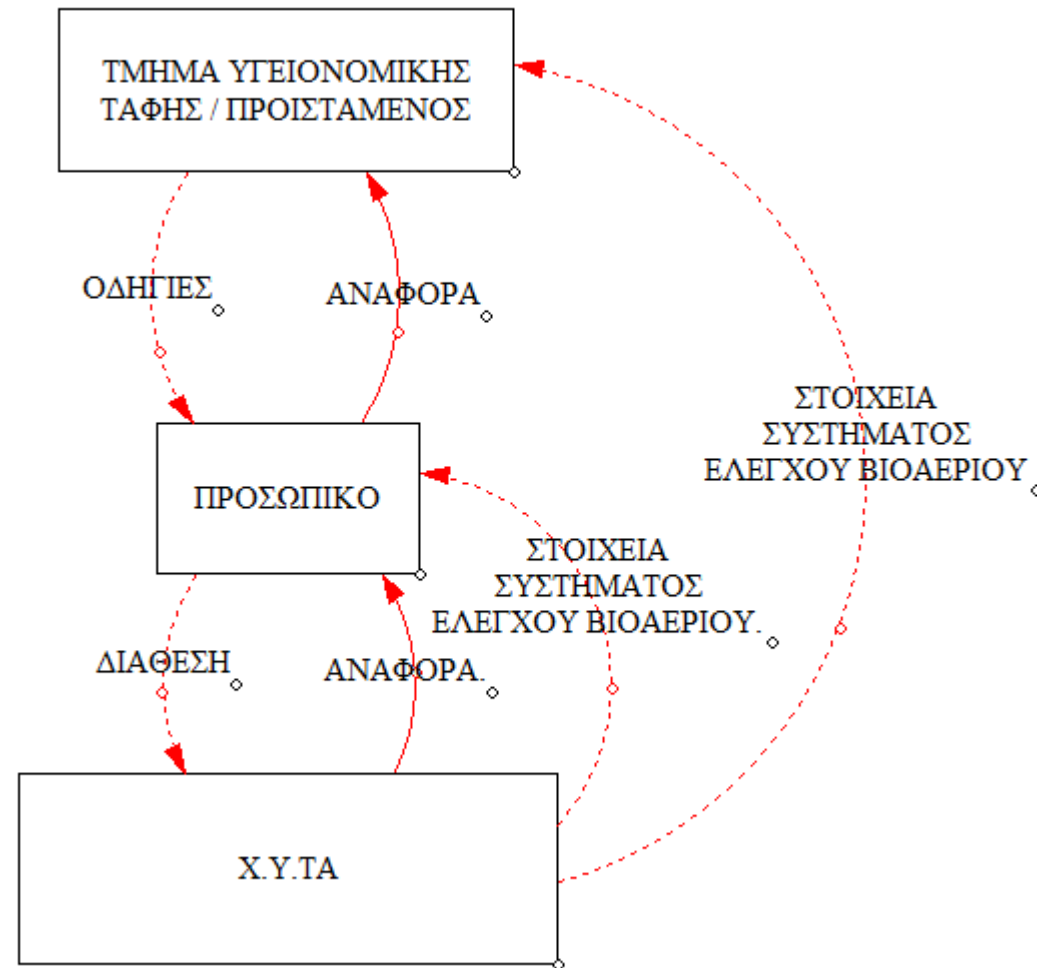 ΤΜΗΜΑ ΥΓΕΙΟΝΟΜΙΚΗΣ
ΤΑΦΗΣ / ΠΡΟΙΣΤΑΜΕΝΟΣ
ΟΔΗΓΙΕΣ
ΑΝΑΦΟΡΑ
ΣΤΟΙΧΕΙΑ
ΣΥΣΤΗΜΑΤΟΣ
ΕΛΕΓΧΟΥ ΒΙΟΑΕΡΙΟΥ
ΠΡΟΣΩΠΙΚΟ
ΣΤΟΙΧΕΙΑ
ΣΥΣΤΗΜΑΤΟΣ
ΕΛΕΓΧΟΥ ΒΙΟΑΕΡΙΟΥ.
ΔΙΑΘΕΣΗ
ΑΝΑΦΟΡΑ.
Χ.Υ.ΤΑ